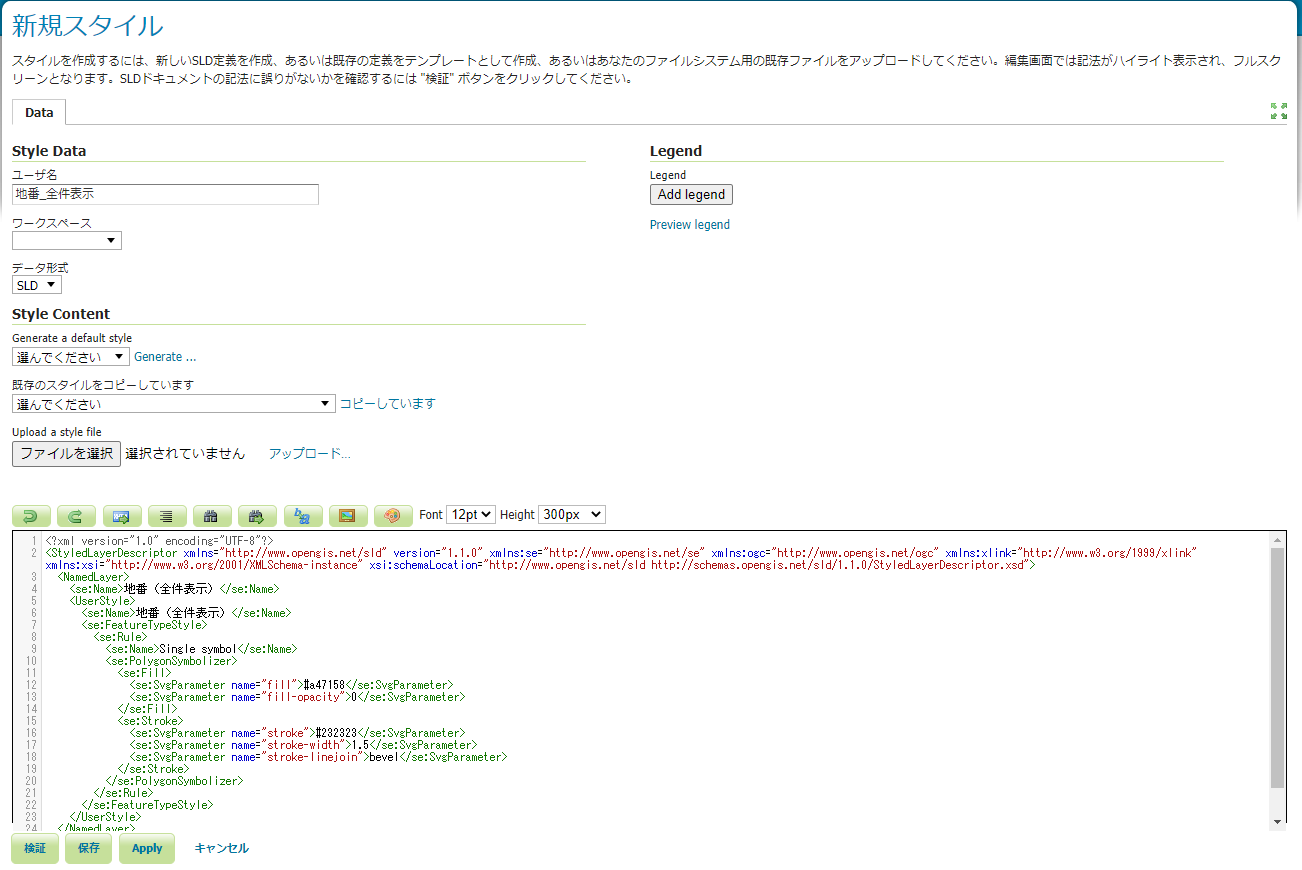 新規スタイル
スタイルを作成するには、新しいSLD定義を作成、あるいは既存の定義をテンプレートとして作成、あるいはあなたのファイルシステム用の既存ファイルをアップロードしてください。編集画面では記法がハイライト表示され、フルスク
リーンとなります。SLDドキュメントの記法に誤りがないかを確認するには "検証" ボタンをクリックしてください。
Data
Style Data
ユーザ名
地番_全件表示
ワークスペース
データ形式
SLD
Legend
Legend
Add legend
Preview legend
Style Content
Generate a default style
選んでください Generate ...
既存のスタイルをコピーしています
選んでください コピーしています
Upload a style file
ファイルを選択 選択されていません アップロード...
Font 12pt Height 300px
1 <?xml version="1.0" encoding="UTF-8"?>
2 <StyledLayerDescriptor xmlns="http://www.opengis.net/sld" version="1.1.0" xmlns:se="http://www.opengis.net/se" xmlns:ogc="http://www.opengis.net/ogc" xmlns:xlink="http://www.w3.org/1999/xlink"
xmlns:xsi="http://www.w3.org/2001/XMLSchema-instance" xsi:schemaLocation="http://www.opengis.net/sld http://schemas.opengis.net/sld/1.1.0/StyledLayerDescriptor.xsd">
3 <NamedLayer>
4 <se:Name>地番（全件表示）</se:Name>
5 <UserStyle>
6 <se:Name>地番（全件表示）</se:Name>
7 <se:FeatureTypeStyle>
8 <se:Rule>
9 <se:Name>Single symbol</se:Name>
10 <se:PolygonSymbolizer>
11 <se:Fill>
12 <se:SvgParameter name="fill">#a47158</se:SvgParameter>
13 <se:SvgParameter name="fill-opacity">0</se:SvgParameter>
14 </se:Fill>
15 <se:Stroke>
16 <se:SvgParameter name="stroke">#232323</se:SvgParameter>
17 <se:SvgParameter name="stroke-width">1.5</se:SvgParameter>
18 <se:SvgParameter name="stroke-linejoin">bevel</se:SvgParameter>
19 </se:Stroke>
20 </se:PolygonSymbolizer>
21 </se:Rule>
22 </se:FeatureTypeStyle>
23 </UserStyle>
24 </NamedLayer>
検証 保存 Apply キャンセル